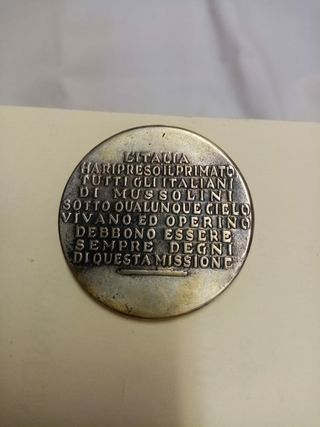 L'ITALIA
HA RIPRESO IL PRIMATO
TUTTI GLI ITALIANI
DI MUSSOLINI
SOTTO QUALUNQUE CIELO
VIVANO ED OPERINO
DEBBONO ESSERE
SEMPRE DEGNI
DI QUESTA MISSIONE